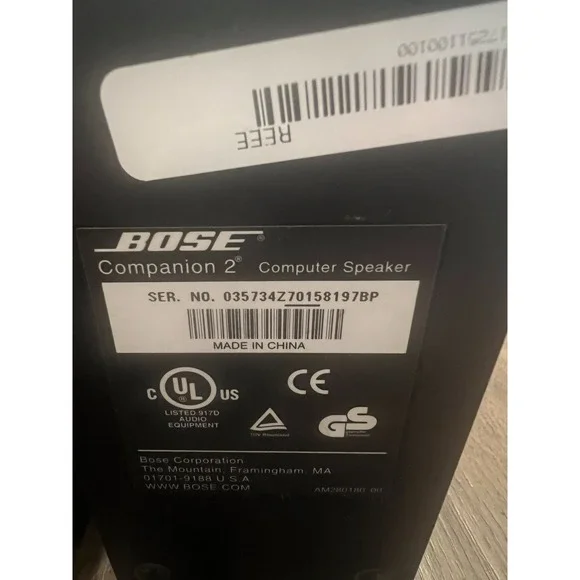 17251100100
REEE
BOSE®
Companion 2® Computer Speaker
SER. NO. 035734Z70158197BP
MADE IN CHINA
C UL US
LISTED 917D
AUDIO
EQUIPMENT
CE
GS
Bose Corporation
The Mountain, Framingham, MA
01701-9188 U.S.A
WWW.BOSE.COM